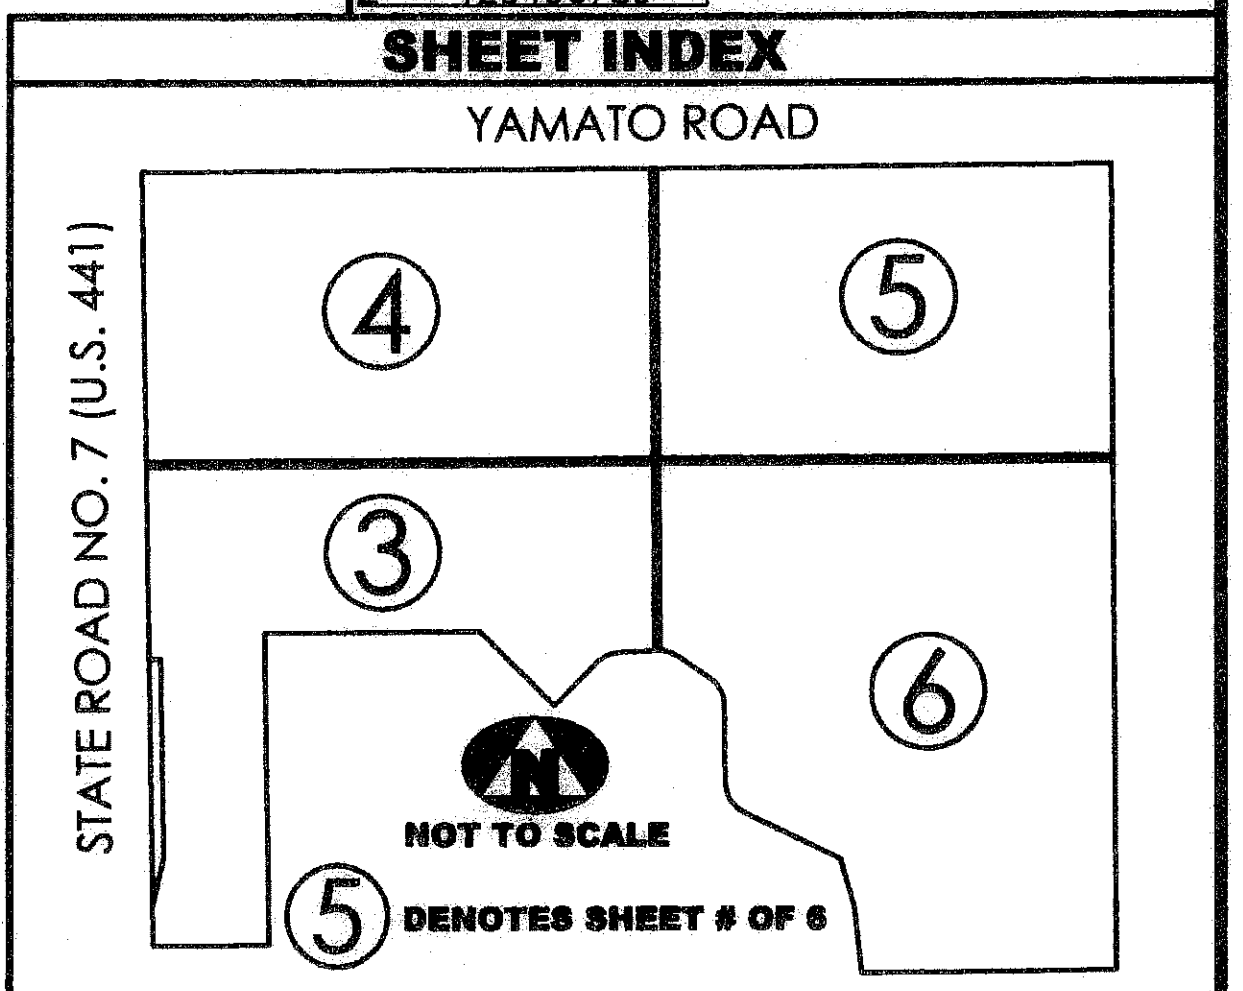 SHEET INDEX
YAMATO ROAD
STATE ROAD NO. 7 (U.S. 441)
4
5
3
6
N
NOT TO SCALE
5 DENOTES SHEET # OF 6